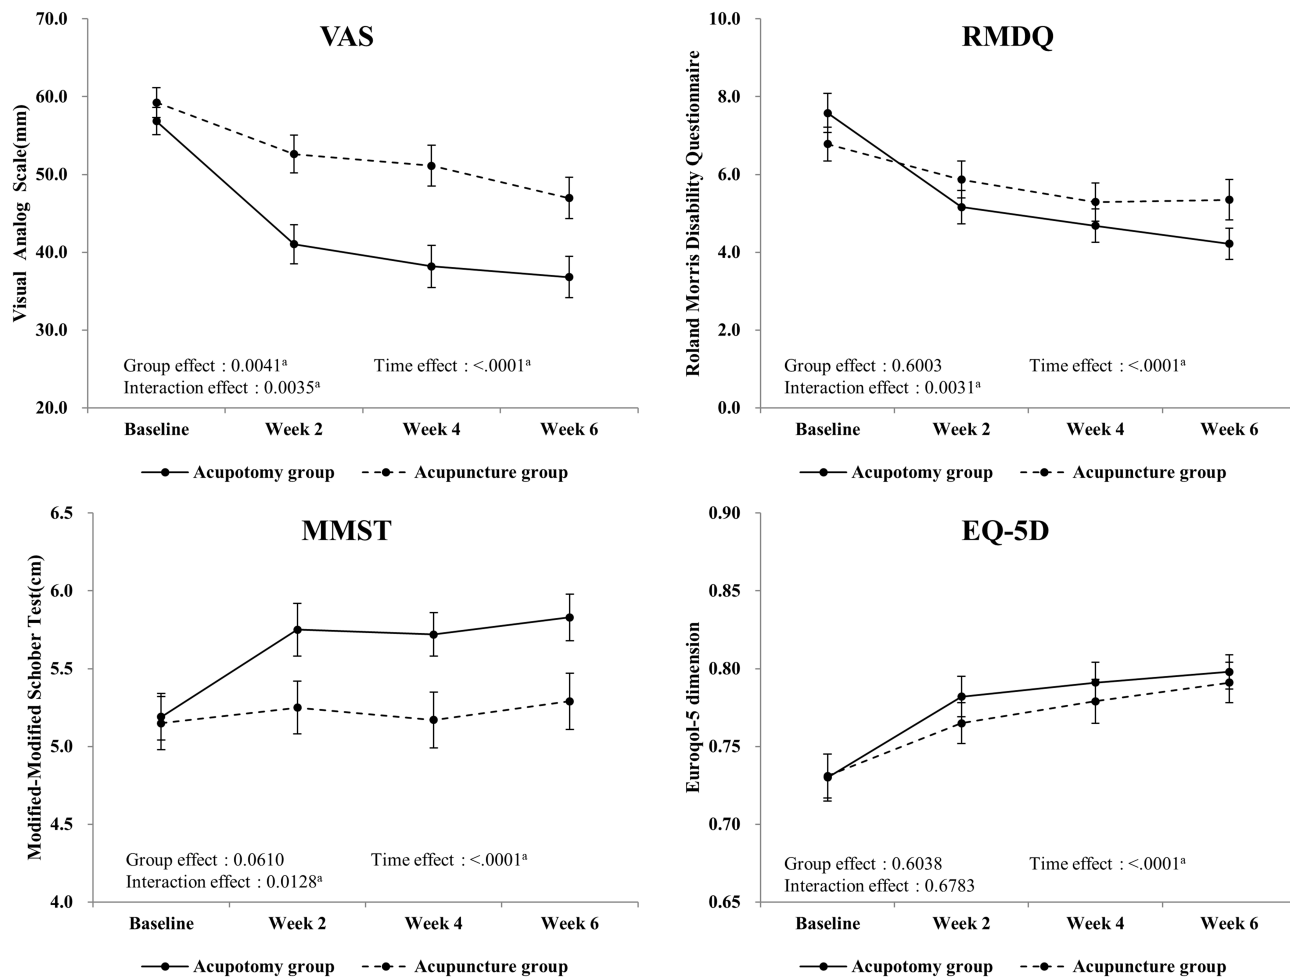 VAS
Visual Analog Scale(mm)
70.0
60.0
50.0
40.0
30.0
20.0
Group effect : 0.0041ª Time effect : <.0001ª
Interaction effect : 0.0035ª
Baseline Week 2 Week 4 Week 6
Acupotomy group Acupuncture group
RMDQ
Roland Morris Disability Questionnaire
10.0
8.0
6.0
4.0
2.0
0.0
Group effect : 0.6003 Time effect : <.0001ª
Interaction effect : 0.0031ª
Baseline Week 2 Week 4 Week 6
Acupotomy group Acupuncture group
MMST
Modified-Modified Schober Test(cm)
6.5
6.0
5.5
5.0
4.5
4.0
Group effect : 0.0610 Time effect : <.0001ª
Interaction effect : 0.0128ª
Baseline Week 2 Week 4 Week 6
Acupotomy group Acupuncture group
EQ-5D
Euroqol-5 dimension
0.90
0.85
0.80
0.75
0.70
0.65
Group effect : 0.6038 Time effect : <.0001ª
Interaction effect : 0.6783
Baseline Week 2 Week 4 Week 6
Acupotomy group Acupuncture group